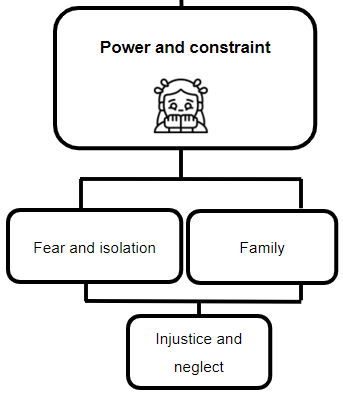 Power and constraint
Fear and isolation
Family
Injustice and
neglect